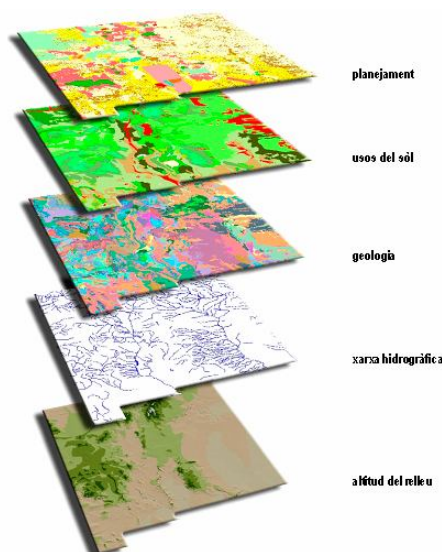 planejament
usos del sòl
geologia
xarxa hidrogràfica
altitud del relleu